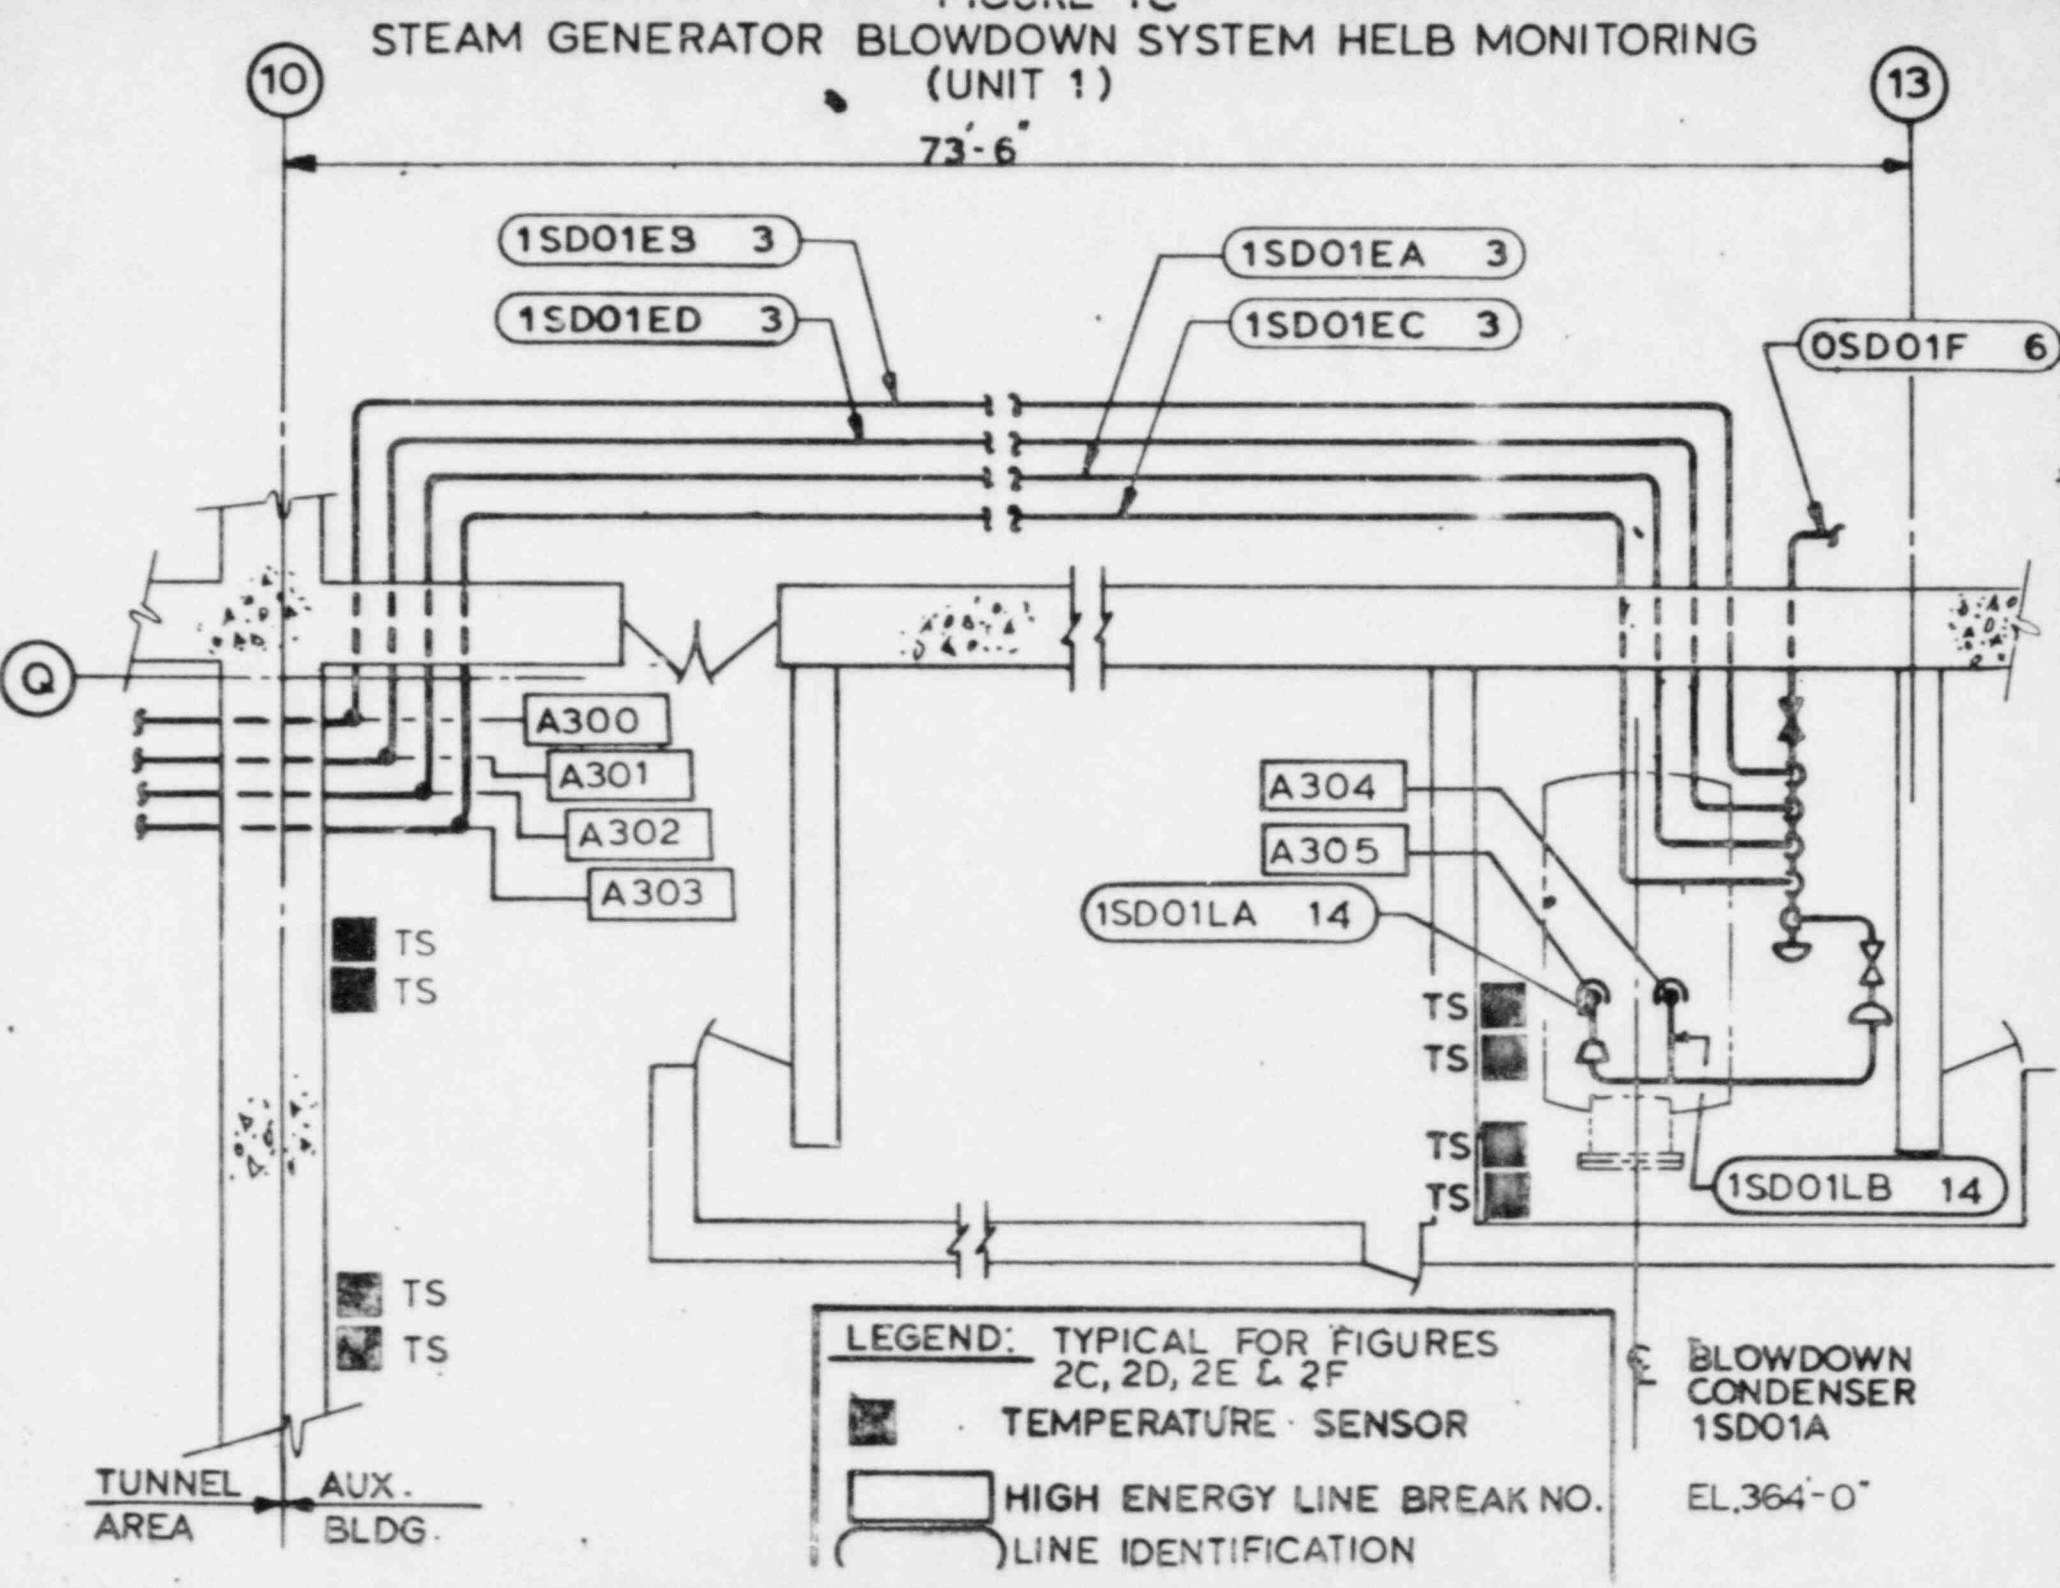 STEAM GENERATOR BLOWDOWN SYSTEM HELB MONITORING
(UNIT 1)
10
13
73'-6"
1SD01EB 3
1SD01EA 3
1SD01ED 3
1SD01EC 3
0SD01F 6
Q
A300
A301
A302
A303
A304
A305
1SD01LA 14
TS
TS
TS
TS
TS
TS
1SD01LB 14
TS
TS
LEGEND: TYPICAL FOR FIGURES
2C, 2D, 2E & 2F
TEMPERATURE SENSOR
HIGH ENERGY LINE BREAK NO.
LINE IDENTIFICATION
℄ BLOWDOWN
CONDENSER
1SD01A
EL.364'-0"
TUNNEL AUX.
AREA BLDG.